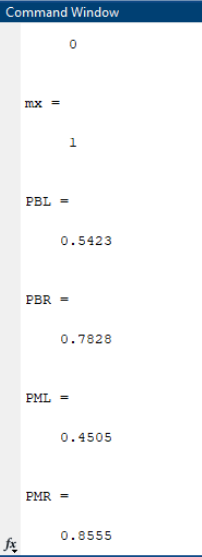 Command Window
0
mx =
1
PBL =
0.5423
PBR =
0.7828
PML =
0.4505
PMR =
0.8555
fx